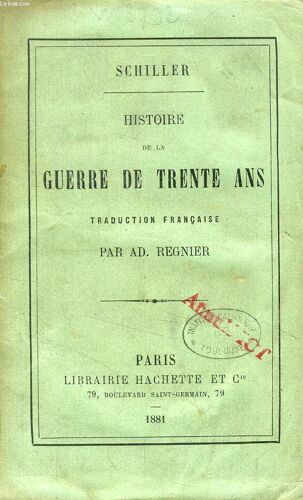 SCHILLER
HISTOIRE
DE LA
GUERRE DE TRENTE ANS
TRADUCTION FRANÇAISE
PAR AD. REGNIER
PARIS
LIBRAIRIE HACHETTE ET Cie
79, BOULEVARD SAINT-GERMAIN, 79
1881